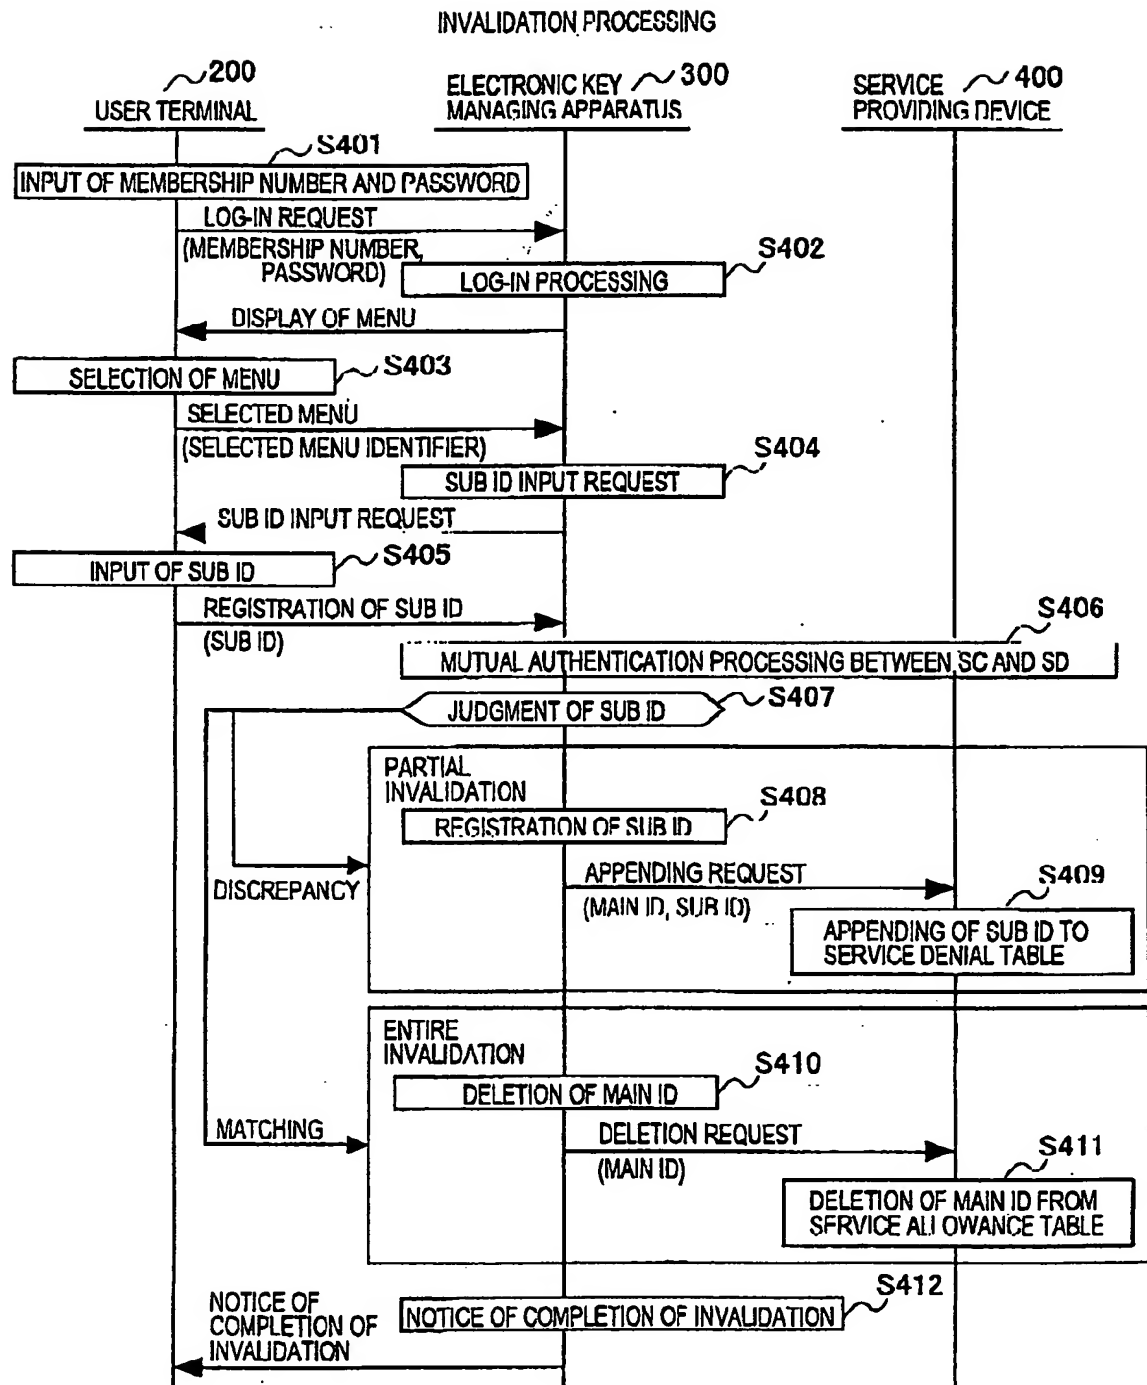 INVALIDATION PROCESSING
200
USER TERMINAL
ELECTRONIC KEY
MANAGING APPARATUS
300
SERVICE
PROVIDING DEVICE
400
S401
INPUT OF MEMBERSHIP NUMBER AND PASSWORD
LOG-IN REQUEST
(MEMBERSHIP NUMBER,
PASSWORD)
S402
LOG-IN PROCESSING
DISPLAY OF MENU
S403
SELECTION OF MENU
SELECTED MENU
(SELECTED MENU IDENTIFIER)
S404
SUB ID INPUT REQUEST
SUB ID INPUT REQUEST
S405
INPUT OF SUB ID
REGISTRATION OF SUB ID
(SUB ID)
S406
MUTUAL AUTHENTICATION PROCESSING BETWEEN SC AND SD
S407
JUDGMENT OF SUB ID
PARTIAL
INVALIDATION
S408
REGISTRATION OF SUB ID
DISCREPANCY
APPENDING REQUEST
(MAIN ID, SUB ID)
S409
APPENDING OF SUB ID TO
SERVICE DENIAL TABLE
ENTIRE
INVALIDATION
S410
DELETION OF MAIN ID
MATCHING
DELETION REQUEST
(MAIN ID)
S411
DELETION OF MAIN ID FROM
SERVICE ALLOWANCE TABLE
S412
NOTICE OF COMPLETION OF INVALIDATION
NOTICE OF
COMPLETION OF
INVALIDATION